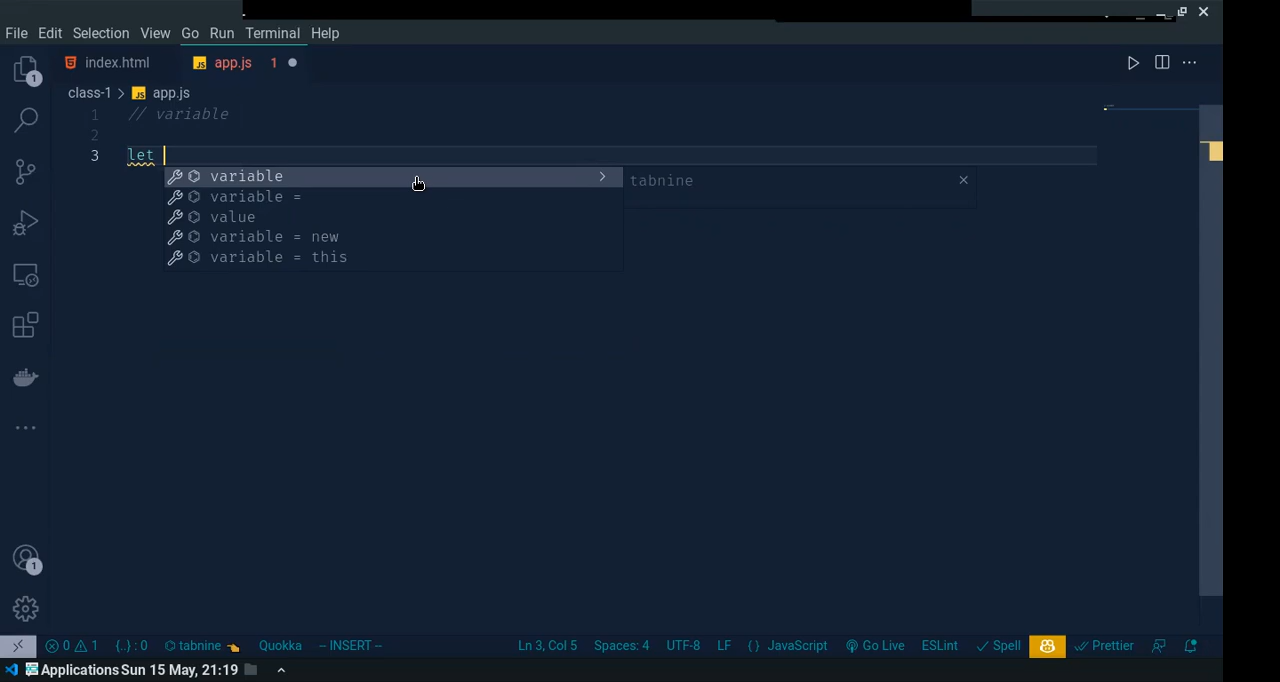 File Edit Selection View Go Run Terminal Help
index.html app.js 1
class-1 > app.js
1 // variable
2
3 let
variable
tabnine
variable =
value
variable = new
variable = this
1
1
0 1 {..} : 0 tabnine Quokka -- INSERT -- Ln 3, Col 5 Spaces: 4 UTF-8 LF { } JavaScript Go Live ESLint Spell Prettier
Applications Sun 15 May, 21:19